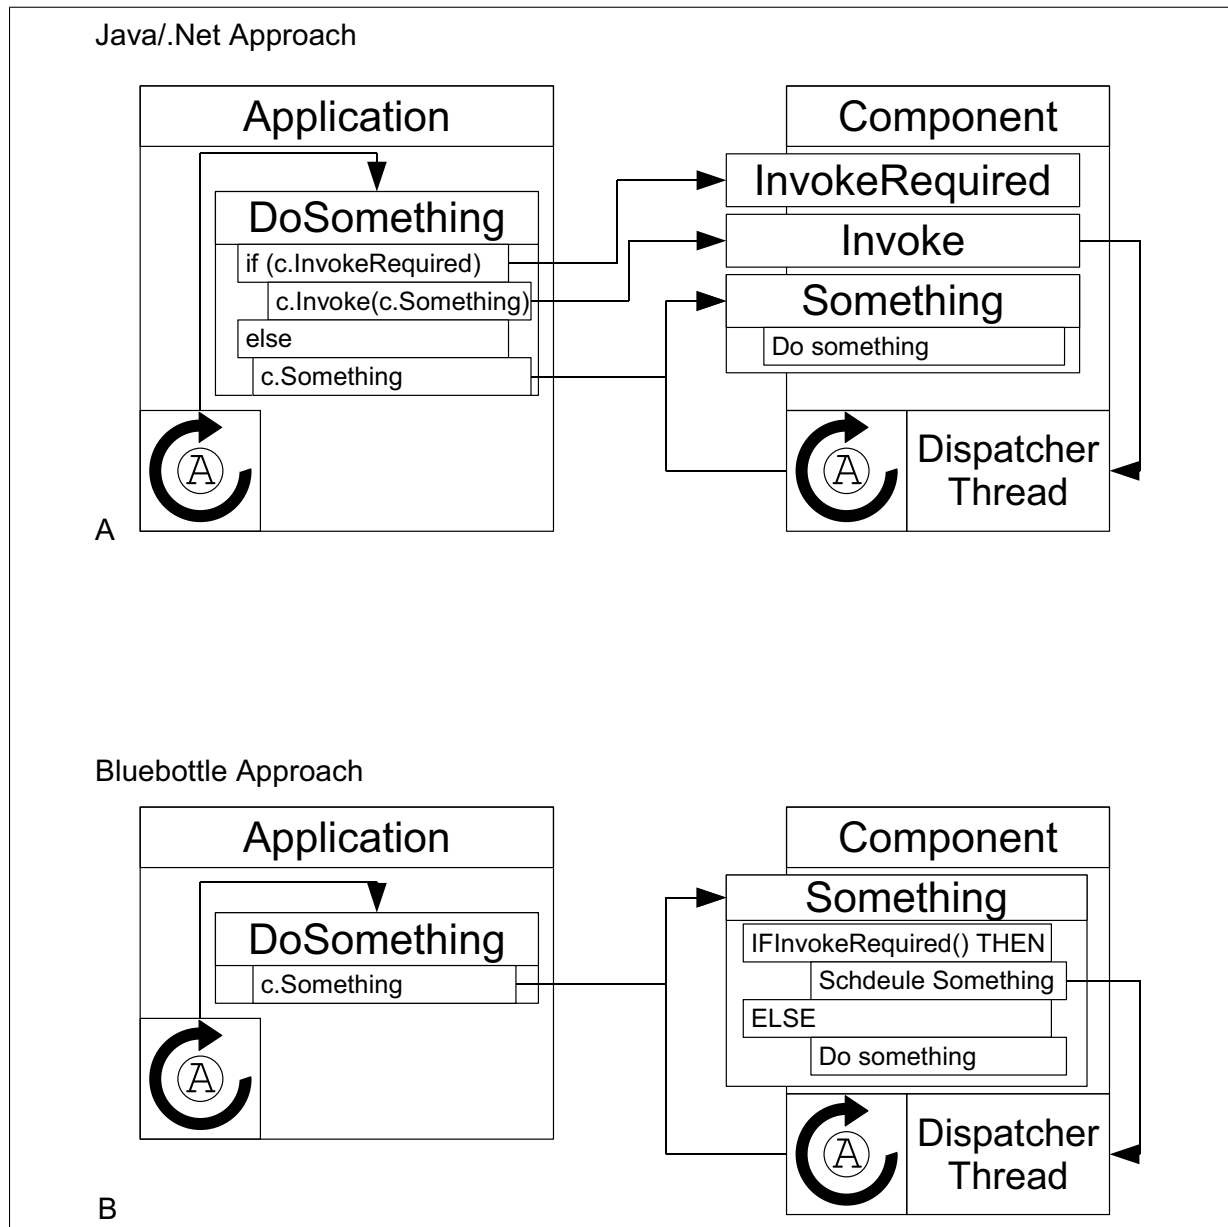 Java/.Net Approach
Application
DoSomething
if (c.InvokeRequired)
c.Invoke(c.Something)
else
c.Something
A
Component
InvokeRequired
Invoke
Something
Do something
A
Dispatcher
Thread
A
Bluebottle Approach
Application
DoSomething
c.Something
A
Component
Something
IFInvokeRequired() THEN
Schdeule Something
ELSE
Do something
A
Dispatcher
Thread
B